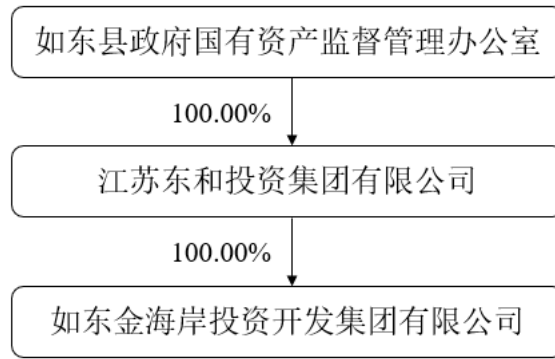 如东县政府国有资产监督管理办公室
100.00%
江苏东和投资集团有限公司
100.00%
如东金海岸投资开发集团有限公司